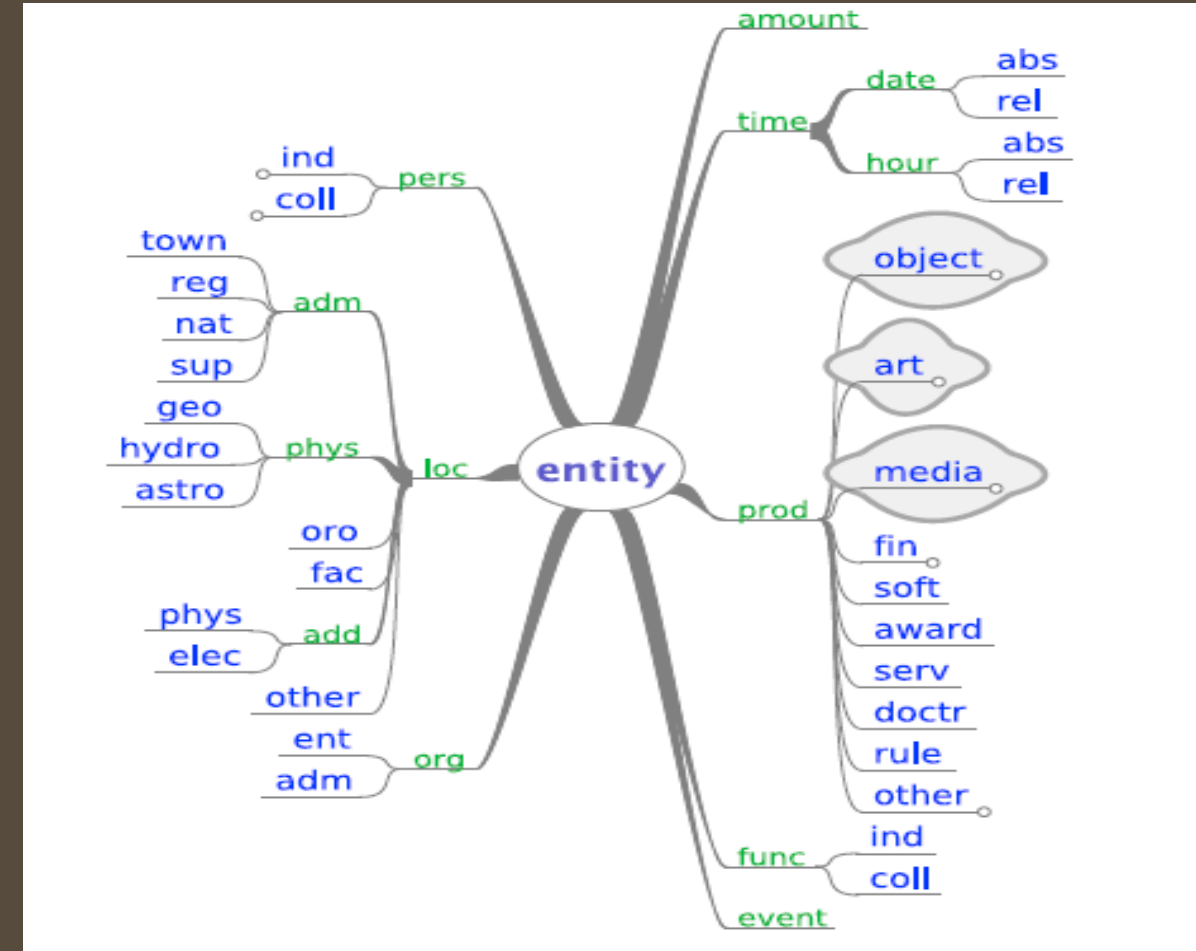 amount
time
date
abs
rel
hour
abs
rel
pers
ind
coll
loc
adm
town
reg
nat
sup
phys
geo
hydro
astro
oro
fac
add
phys
elec
other
org
ent
adm
entity
prod
object
art
media
fin
soft
award
serv
doctr
rule
other
func
ind
coll
event